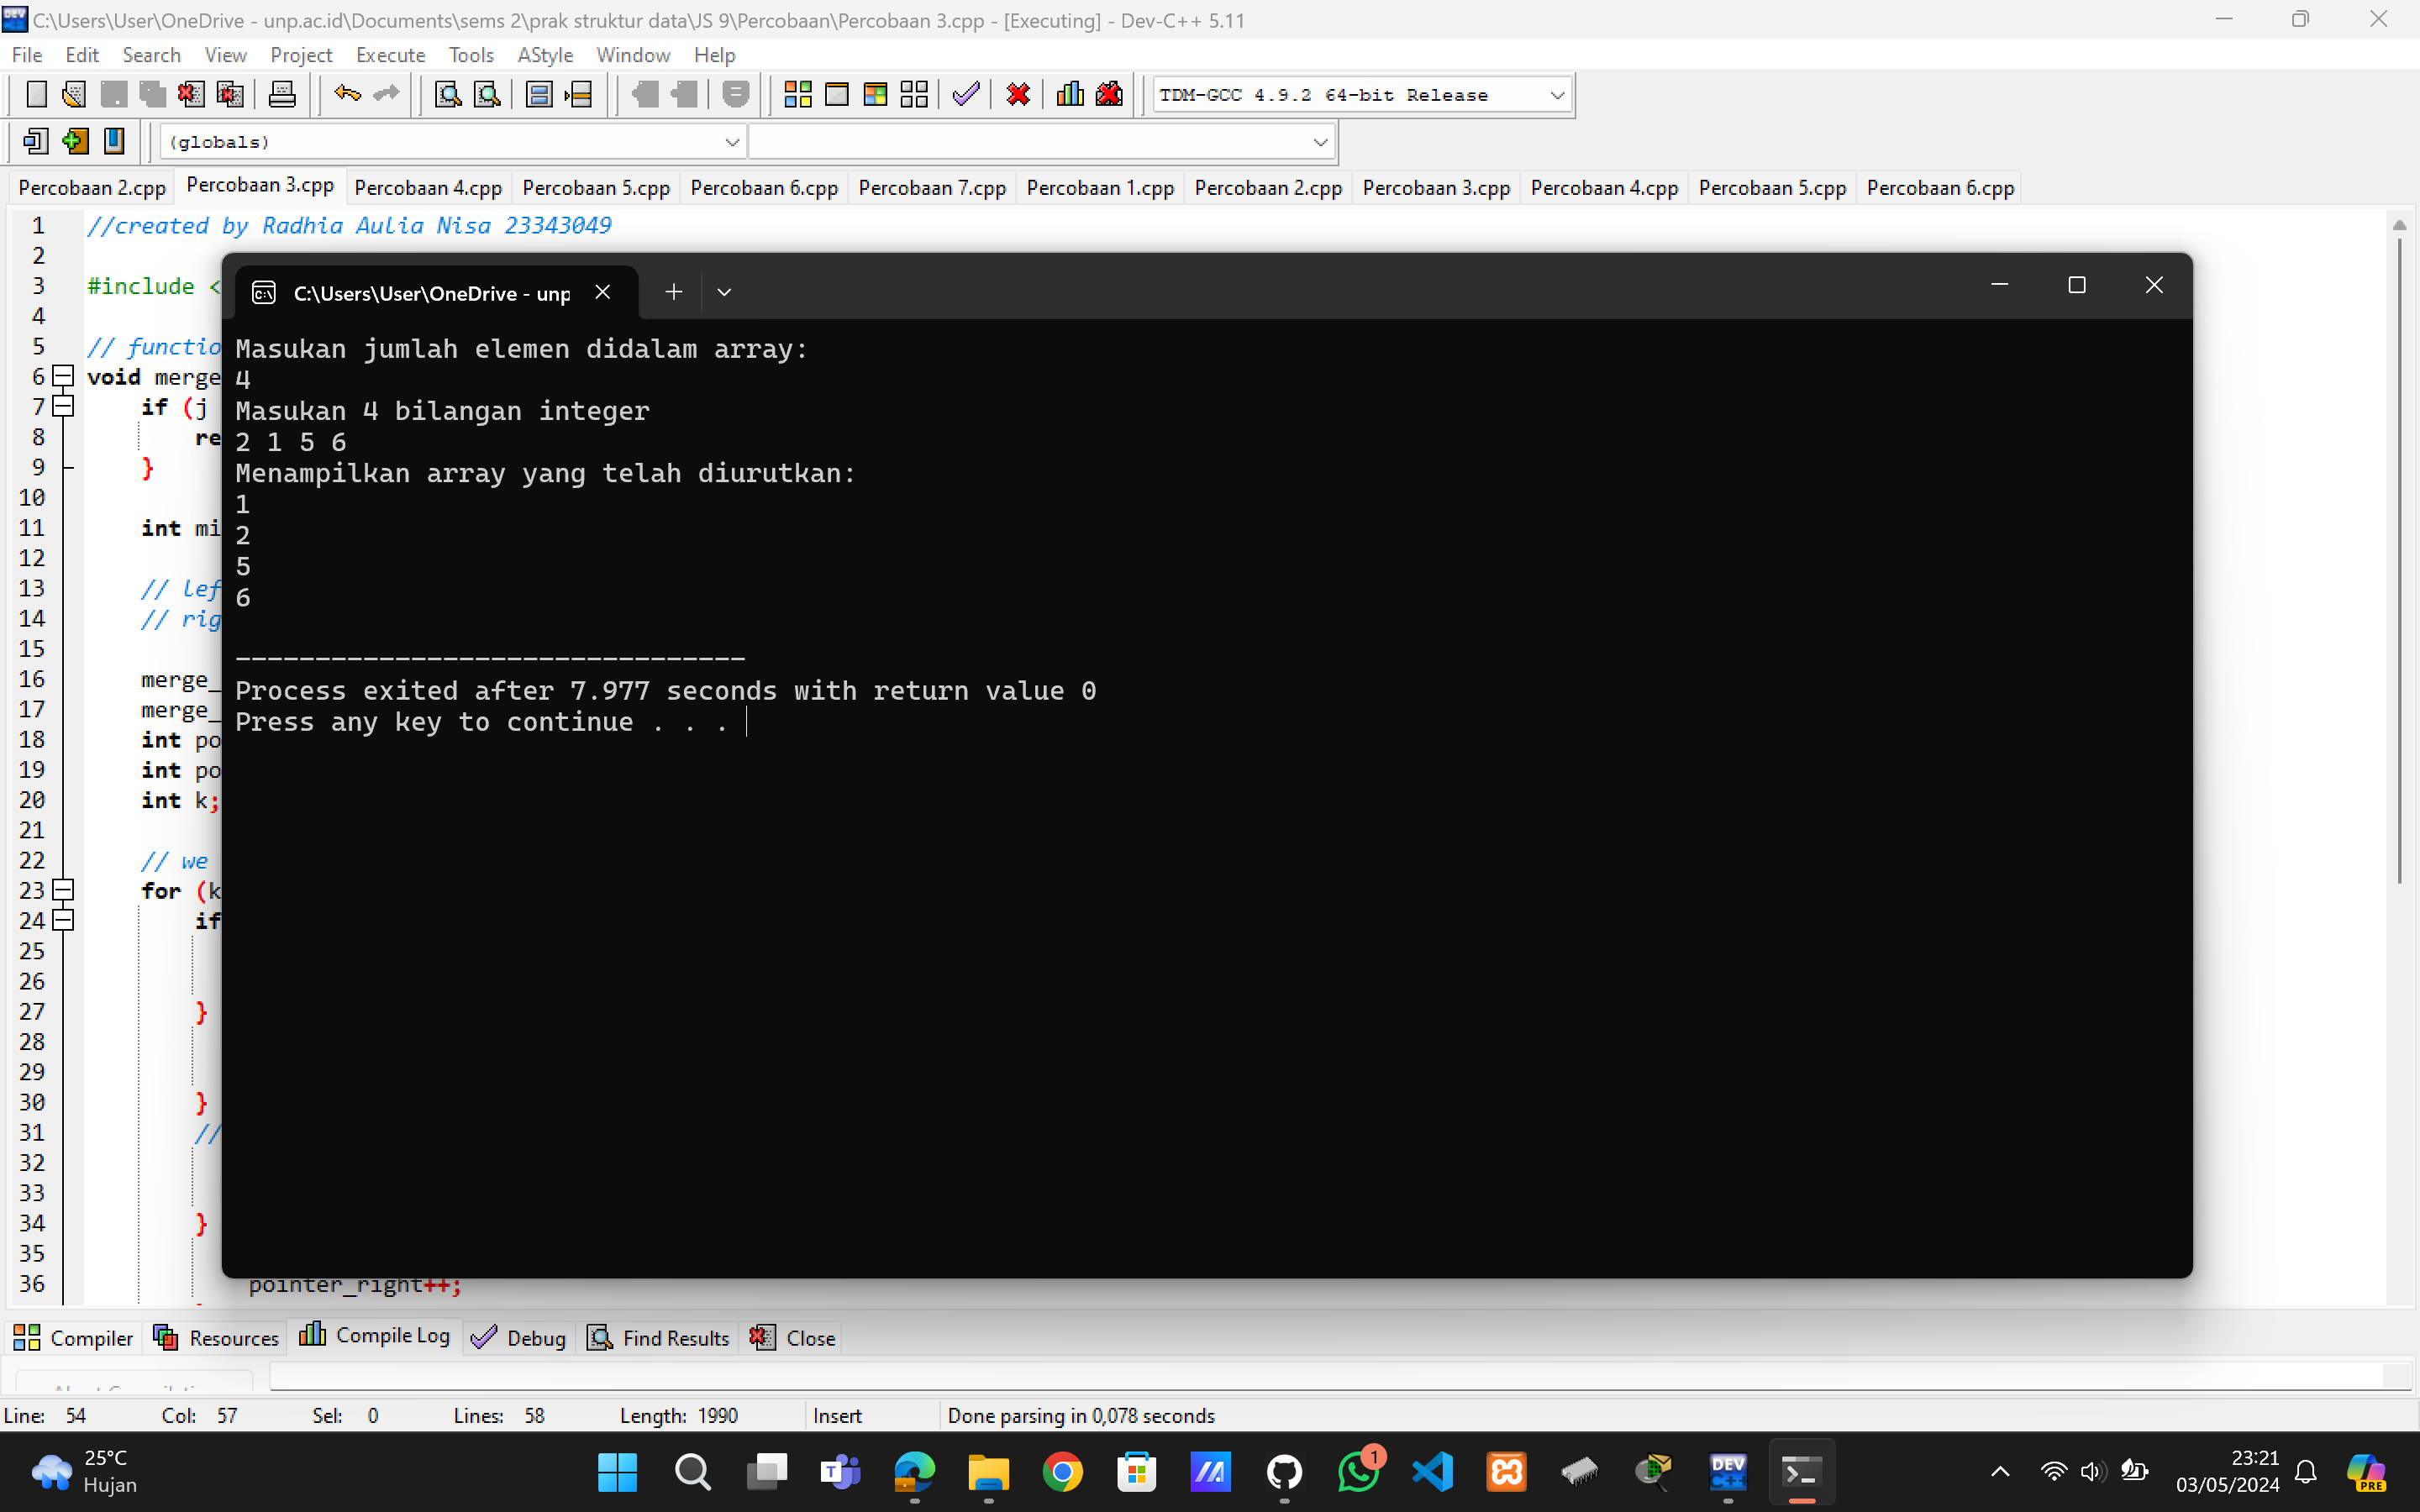 C:\Users\User\OneDrive - unp.ac.id\Documents\sems 2\prak struktur data\JS 9\Percobaan\Percobaan 3.cpp - [Executing] - Dev-C++ 5.11
File Edit Search View Project Execute Tools AStyle Window Help
TDM-GCC 4.9.2 64-bit Release
(globals)
Percobaan 2.cpp Percobaan 3.cpp Percobaan 4.cpp Percobaan 5.cpp Percobaan 6.cpp Percobaan 7.cpp Percobaan 1.cpp Percobaan 2.cpp Percobaan 3.cpp Percobaan 4.cpp Percobaan 5.cpp Percobaan 6.cpp
1 //created by Radhia Aulia Nisa 23343049
2
3 #include <
4
5 // functio
6 void merge
7 if (j
8 re
9 }
10
11 int mi
12
13 // lef
14 // rig
15
16 merge_
17 merge_
18 int po
19 int po
20 int k;
21
22 // we
23 for (k
24 if
25
26
27 }
28
29
30 }
31 //
32
33
34 }
35
36 pointer_right++;
C:\Users\User\OneDrive - unp
Masukan jumlah elemen didalam array:
4
Masukan 4 bilangan integer
2 1 5 6
Menampilkan array yang telah diurutkan:
1
2
5
6
--------------------------------
Process exited after 7.977 seconds with return value 0
Press any key to continue . . .
Compiler Resources Compile Log Debug Find Results Close
Line: 54 Col: 57 Sel: 0 Lines: 58 Length: 1990 Insert Done parsing in 0,078 seconds
25°C
Hujan
1
DEV
C++
23:21
03/05/2024
PRE